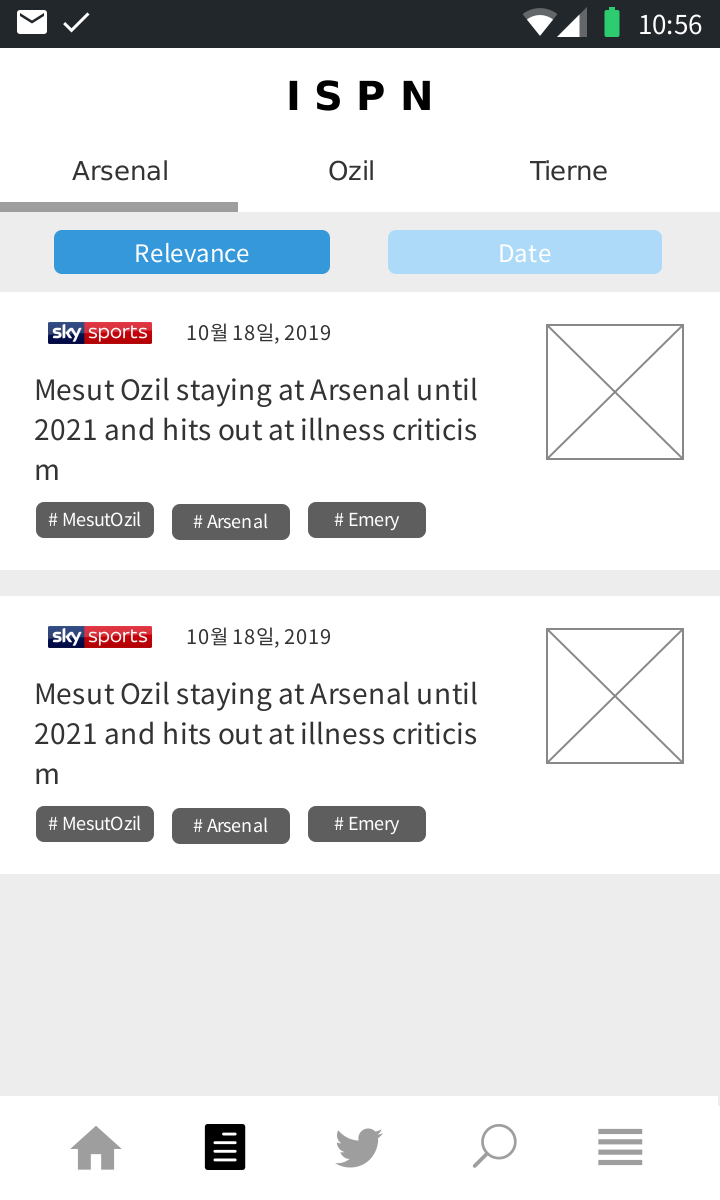 10:56
ISPN
Arsenal Ozil Tierne
Relevance Date
sky sports 10월 18일, 2019
Mesut Ozil staying at Arsenal until
2021 and hits out at illness criticis
m
# MesutOzil # Arsenal # Emery
sky sports 10월 18일, 2019
Mesut Ozil staying at Arsenal until
2021 and hits out at illness criticis
m
# MesutOzil # Arsenal # Emery